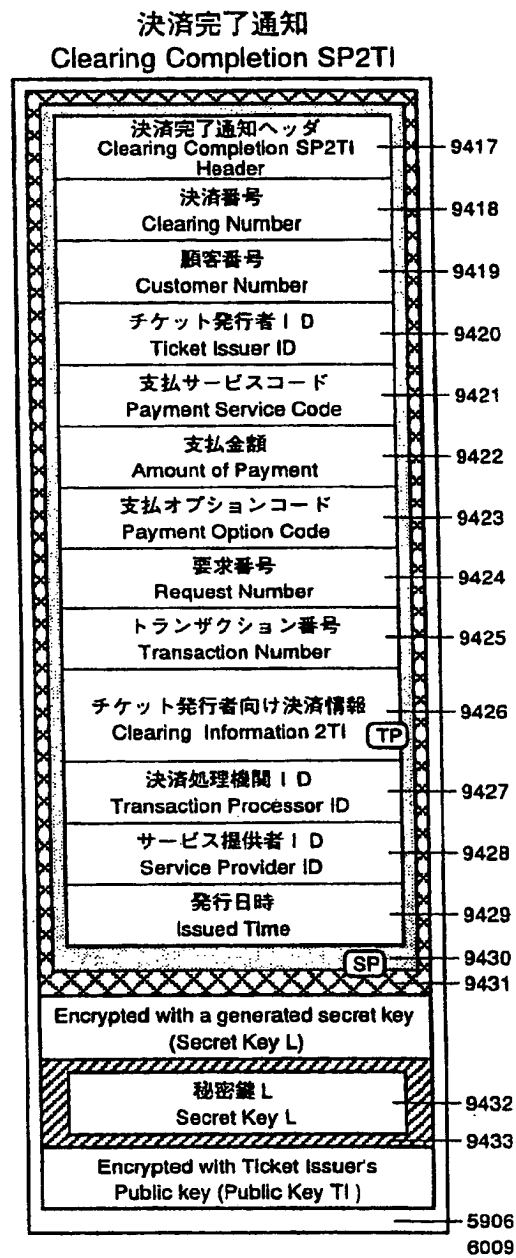 決済完了通知
Clearing Completion SP2TI
決済完了通知ヘッダ
Clearing Completion SP2TI
Header
9417
決済番号
Clearing Number
9418
顧客番号
Customer Number
9419
チケット発行者ＩＤ
Ticket Issuer ID
9420
支払サービスコード
Payment Service Code
9421
支払金額
Amount of Payment
9422
支払オプションコード
Payment Option Code
9423
要求番号
Request Number
9424
トランザクション番号
Transaction Number
9425
チケット発行者向け決済情報
Clearing Information 2TI
TP
9426
決済処理機関ＩＤ
Transaction Processor ID
9427
サービス提供者ＩＤ
Service Provider ID
9428
発行日時
Issued Time
9429
SP
9430
9431
Encrypted with a generated secret key
(Secret Key L)
秘密鍵 L
Secret Key L
9432
9433
Encrypted with Ticket Issuer's
Public key (Public Key TI )
5906
6009